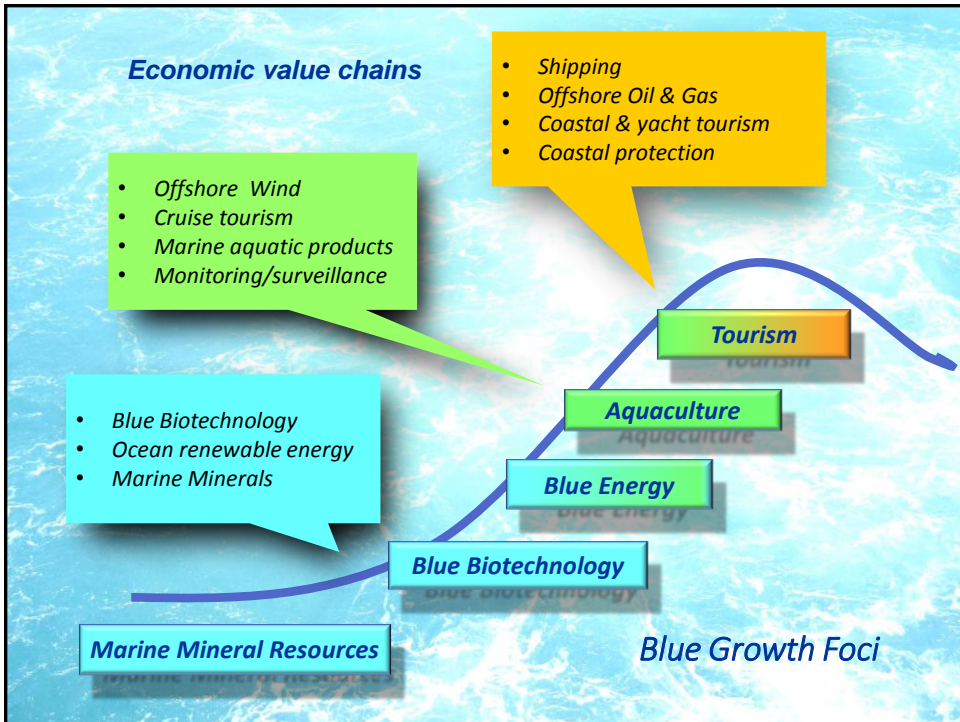 Economic value chains
• Shipping
• Offshore Oil & Gas
• Coastal & yacht tourism
• Coastal protection
• Offshore Wind
• Cruise tourism
• Marine aquatic products
• Monitoring/surveillance
• Blue Biotechnology
• Ocean renewable energy
• Marine Minerals
Tourism
Aquaculture
Blue Energy
Blue Biotechnology
Marine Mineral Resources
Blue Growth Foci